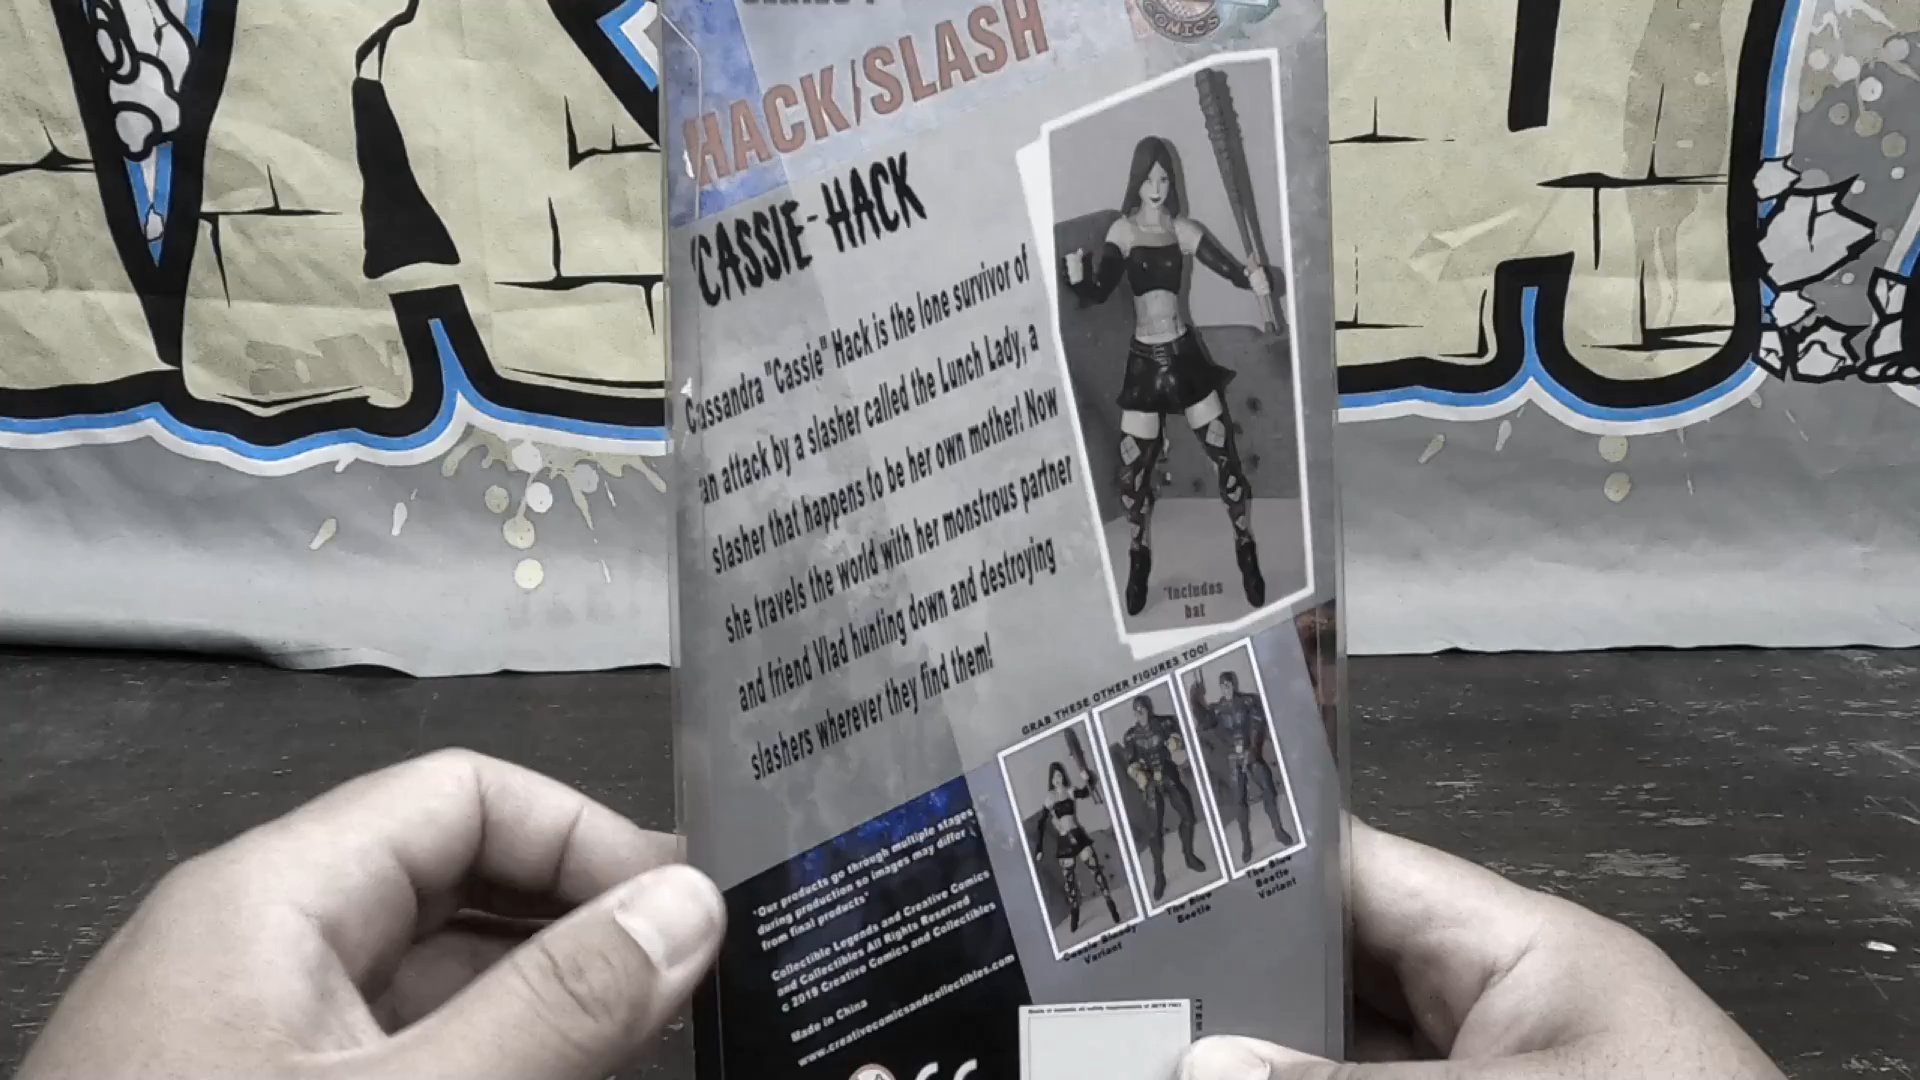 COMICS
HACK/SLASH
CASSIE HACK
Cassandra "Cassie" Hack is the lone survivor of
an attack by a slasher called the Lunch Lady, a
slasher that happens to be her own mother! Now
she travels the world with her monstrous partner
and friend Vlad hunting down and destroying
slashers wherever they find them!
*Includes
bat
GRAB THESE OTHER FIGURES TOO!
Variant
The Blue
Beetle
The Blue
Beetle
Variant
"Our products go through multiple stages
during production so images may differ
from final products"
Collectible Legends and Creative Comics
and Collectibles All Rights Reserved
c 2019 Creative Comics and Collectibles
Made in China
www.creativecomicsandcollectibles.com
CE
ITEM